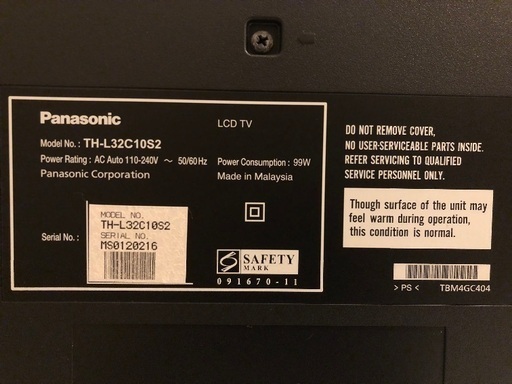 Panasonic
LCD TV
Model No. : TH-L32C10S2
Power Rating : AC Auto 110-240V ~ 50/60Hz
Power Consumption : 99W
Panasonic Corporation
Made in Malaysia
Serial No. :
MODEL NO.
TH-L32C10S2
SERIAL NO.
MS0120216
SAFETY
MARK
091670-11
DO NOT REMOVE COVER,
NO USER-SERVICEABLE PARTS INSIDE.
REFER SERVICING TO QUALIFIED
SERVICE PERSONNEL ONLY.
Though surface of the unit may
feel warm during operation,
this condition is normal.
> PS < TBM4GC404